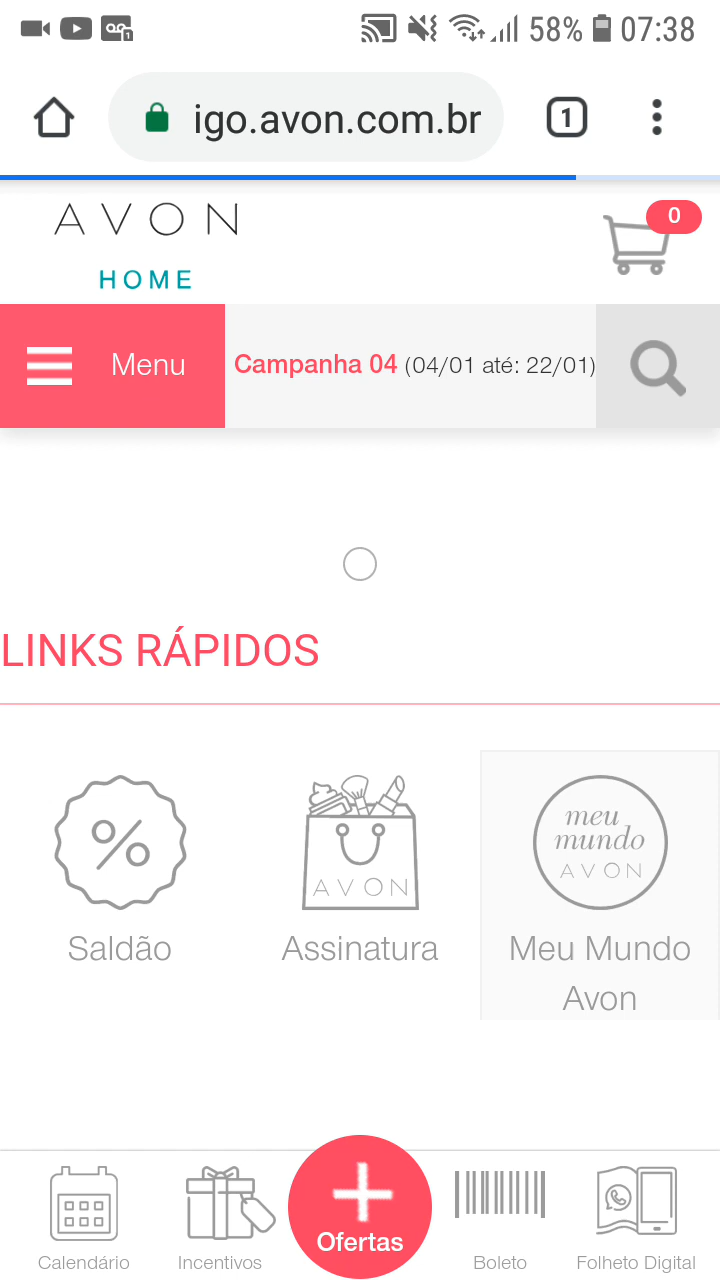 58% 07:38
igo.avon.com.br
1
AVON
0
HOME
Menu
Campanha 04 (04/01 até: 22/01)
LINKS RÁPIDOS
%
AVON
meu
mundo
AVON
Saldão
Assinatura
Meu Mundo
Avon
Ofertas
Calendário
Incentivos
Boleto
Folheto Digital